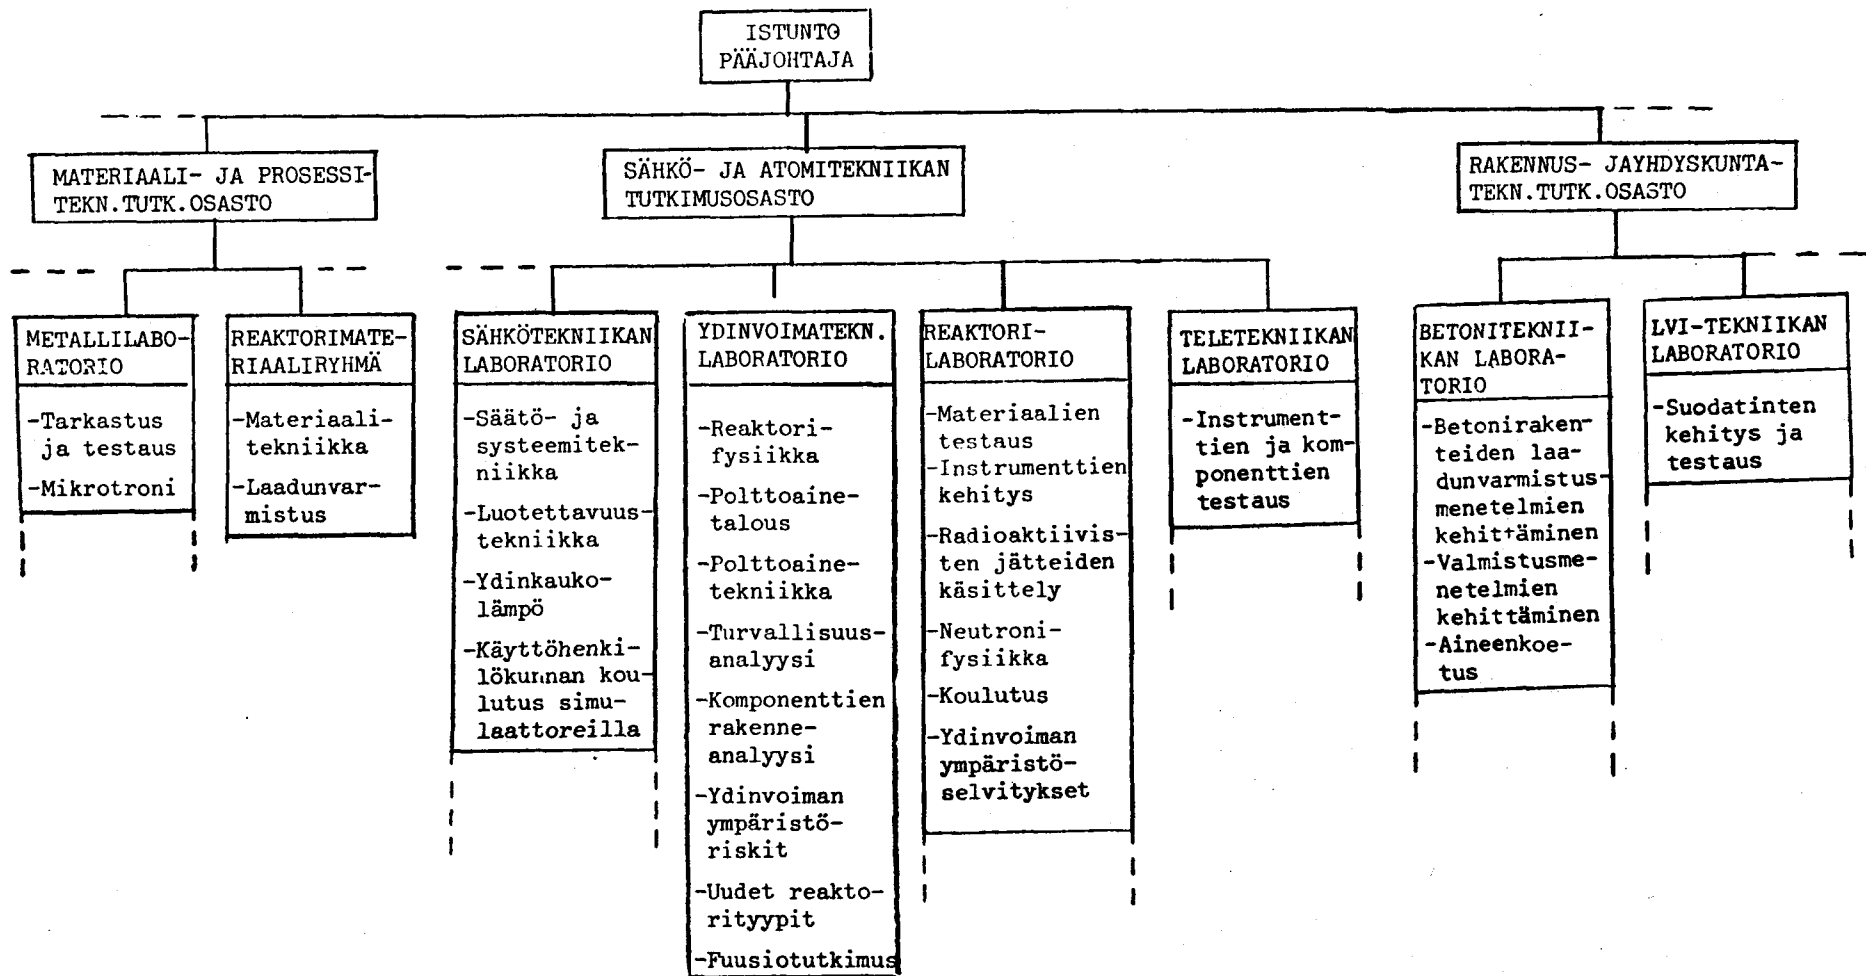 ISTUNTO
PÄÄJOHTAJA
MATERIAALI- JA PROSESSI-
TEKN.TUTK.OSASTO
SÄHKÖ- JA ATOMITEKNIIKAN
TUTKIMUSOSASTO
RAKENNUS- JAYHDYSKUNTA-
TEKN.TUTK.OSASTO
METALLILABO-
RATORIO
-Tarkastus
ja testaus
-Mikrotroni
REAKTORIMATE-
RIAALIRYHMÄ
-Materiaali-
tekniikka
-Laadunvar-
mistus
SÄHKÖTEKNIIKAN
LABORATORIO
-Säätö- ja
systeemitek-
niikka
-Luotettavuus-
tekniikka
-Ydinkauko-
lämpö
-Käyttöhenki-
lökunnan kou-
lutus simu-
laattoreilla
YDINVOIMATEKN.
LABORATORIO
-Reaktori-
fysiikka
-Polttoaine-
talous
-Polttoaine-
tekniikka
-Turvallisuus-
analyysi
-Komponenttien
rakenne-
analyysi
-Ydinvoiman
ympäristö-
riskit
-Uudet reakto-
rityypit
-Fuusiotutkimus
REAKTORI-
LABORATORIO
-Materiaalien
testaus
-Instrumenttien
kehitys
-Radioaktiivis-
ten jätteiden
käsittely
-Neutroni-
fysiikka
-Koulutus
-Ydinvoiman
ympäristö-
selvitykset
TELETEKNIIKAN
LABORATORIO
-Instrument-
tien ja kom-
ponenttien
testaus
BETONITEKNII-
KAN LABORA-
TORIO
-Betoniraken-
teiden laa-
dunvarmistus-
menetelmien
kehittäminen
-Valmistusme-
netelmien
kehittäminen
-Aineenkoe-
tus
LVI-TEKNIIKAN
LABORATORIO
-Suodatinten
kehitys ja
testaus